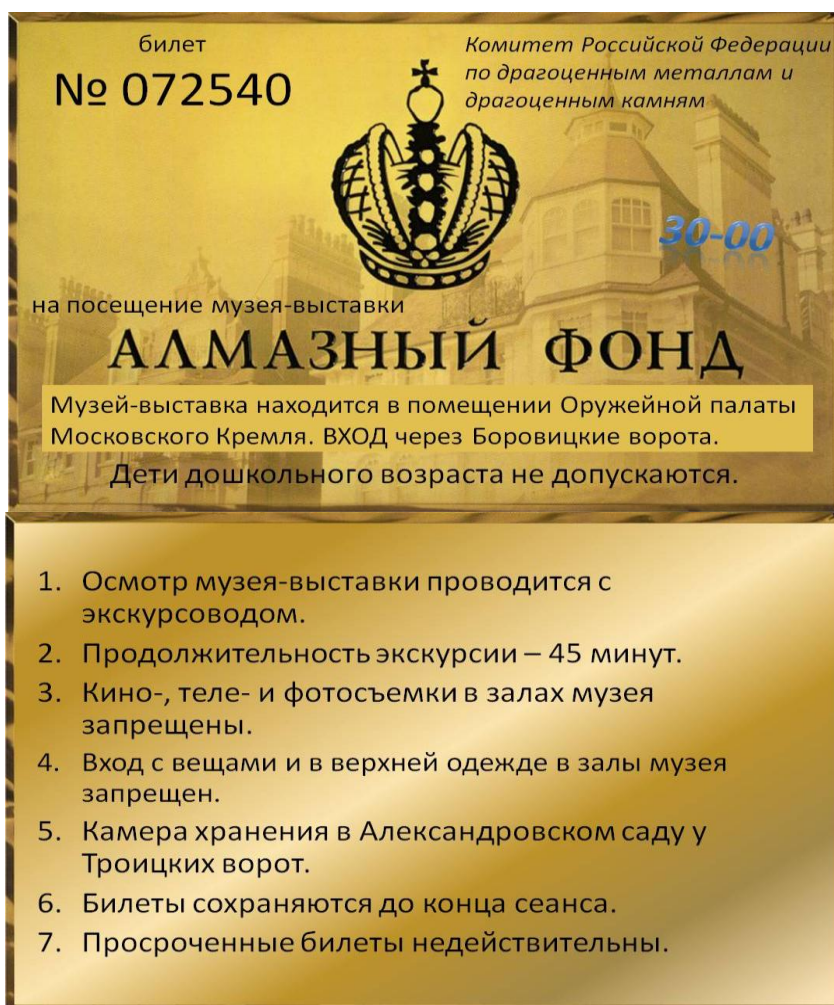 билет
№ 072540
Комитет Российской Федерации
по драгоценным металлам и
драгоценным камням
30-00
на посещение музея-выставки
АЛМАЗНЫЙ ФОНД
Музей-выставка находится в помещении Оружейной палаты
Московского Кремля. ВХОД через Боровицкие ворота.
Дети дошкольного возраста не допускаются.
1. Осмотр музея-выставки проводится с
экскурсоводом.
2. Продолжительность экскурсии – 45 минут.
3. Кино-, теле- и фотосъемки в залах музея
запрещены.
4. Вход с вещами и в верхней одежде в залы музея
запрещен.
5. Камера хранения в Александровском саду у
Троицких ворот.
6. Билеты сохраняются до конца сеанса.
7. Просроченные билеты недействительны.